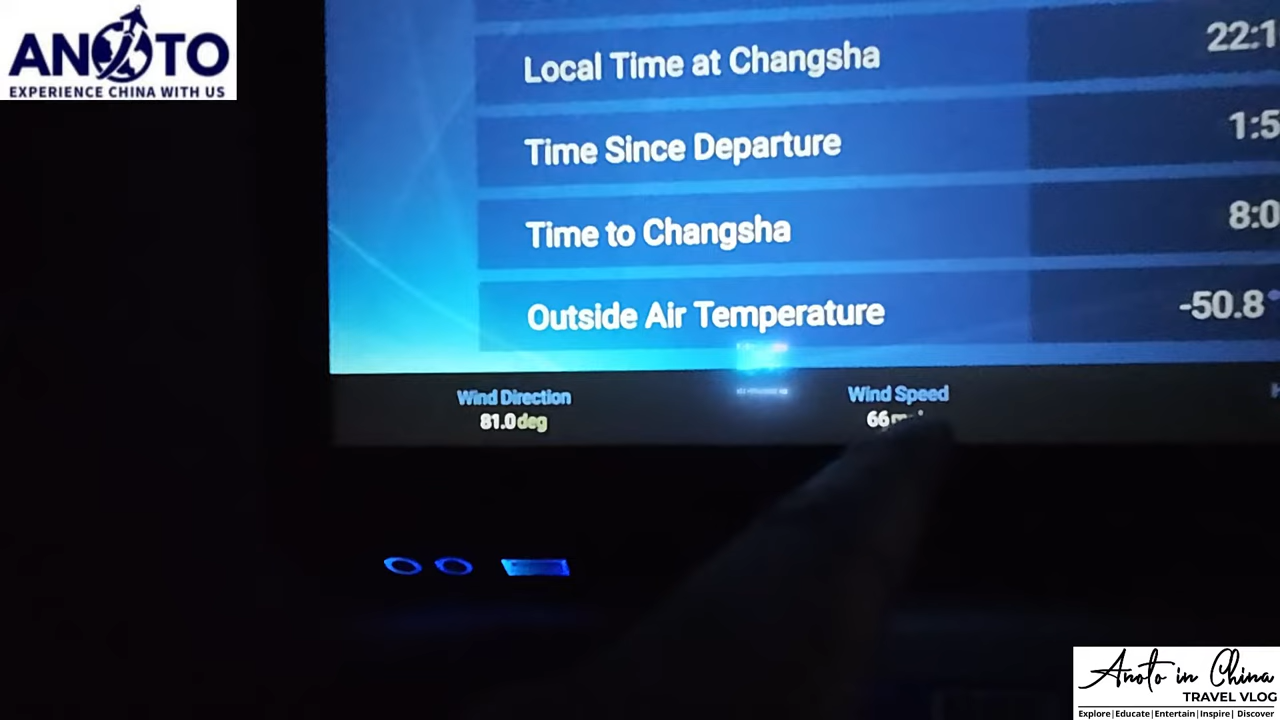 ANOTO
EXPERIENCE CHINA WITH US
Local Time at Changsha 22:1
Time Since Departure 1:5
Time to Changsha 8:0
Outside Air Temperature -50.8
Wind Direction Wind Speed
81.0deg 66
Anoto in China
TRAVEL VLOG
Explore|Educate|Entertain|Inspire| Discover